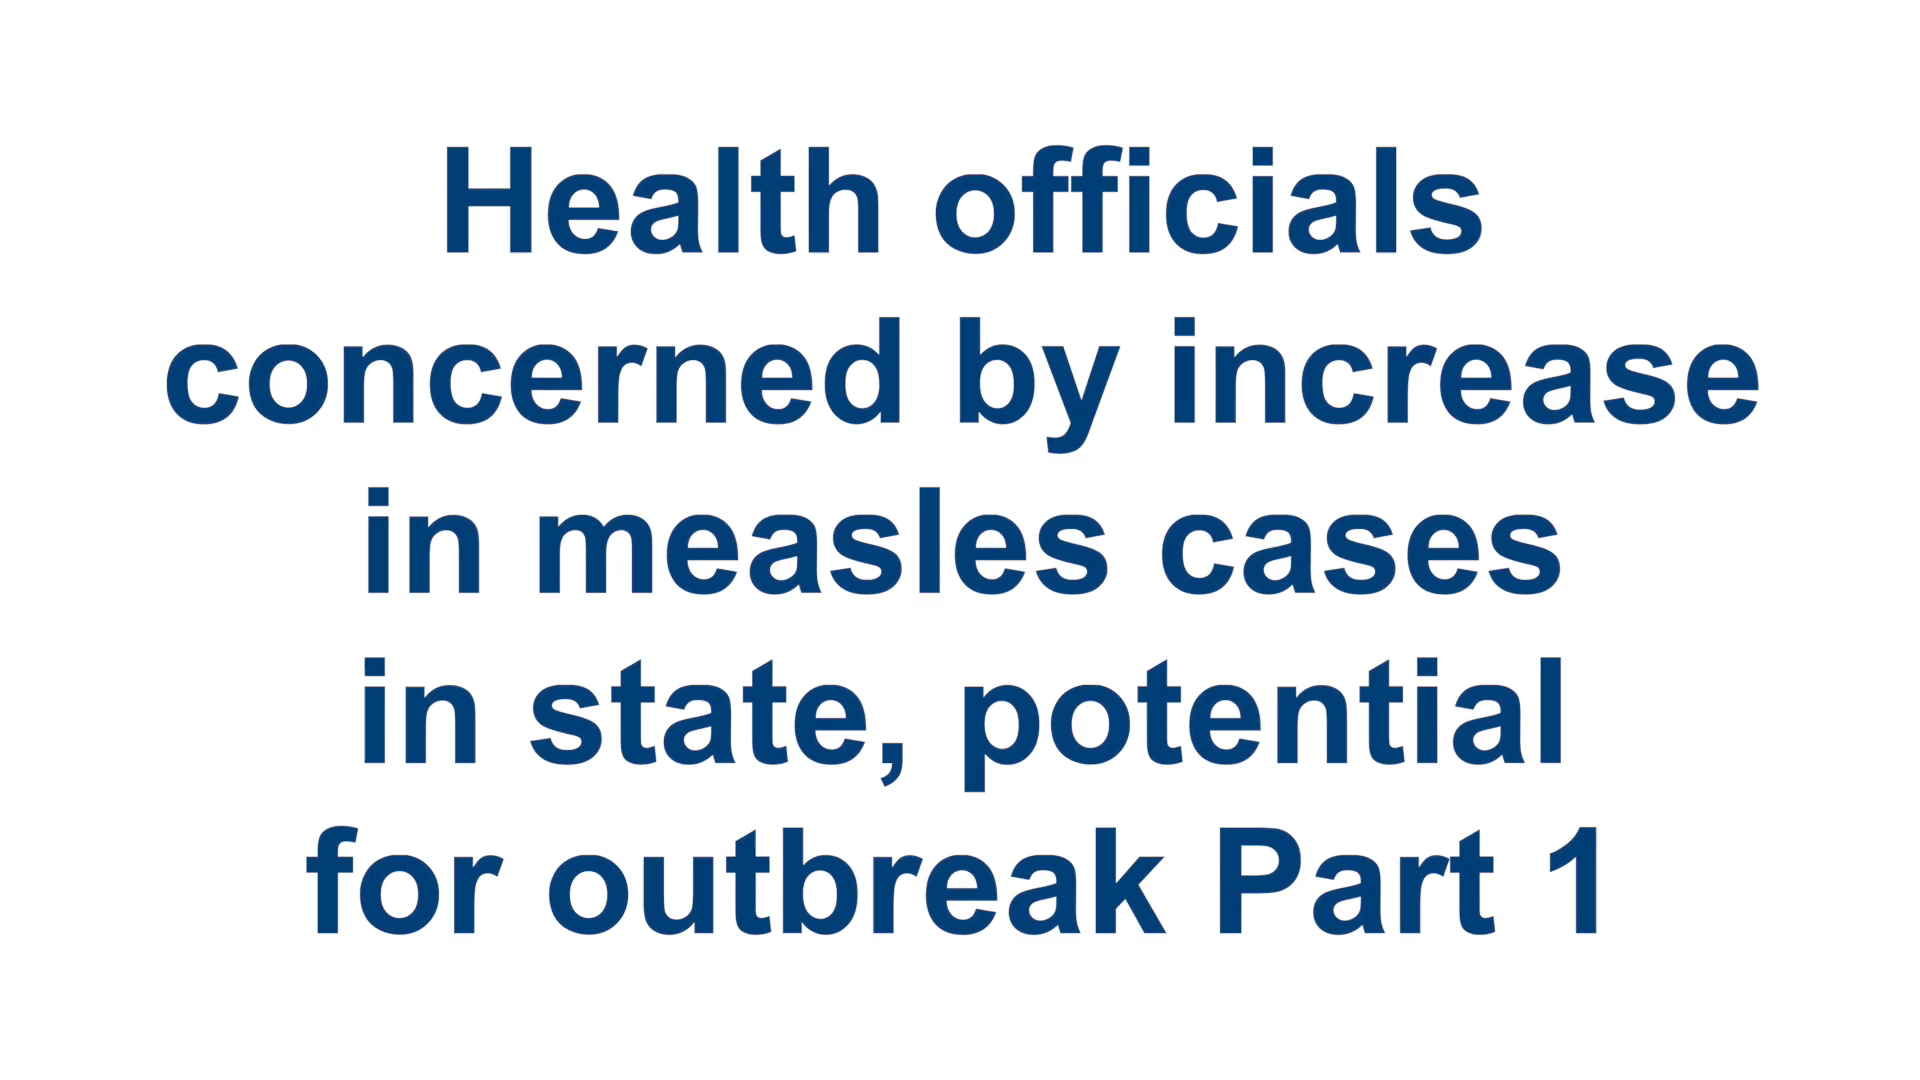 Health officials
concerned by increase
in measles cases
in state, potential
for outbreak Part 1